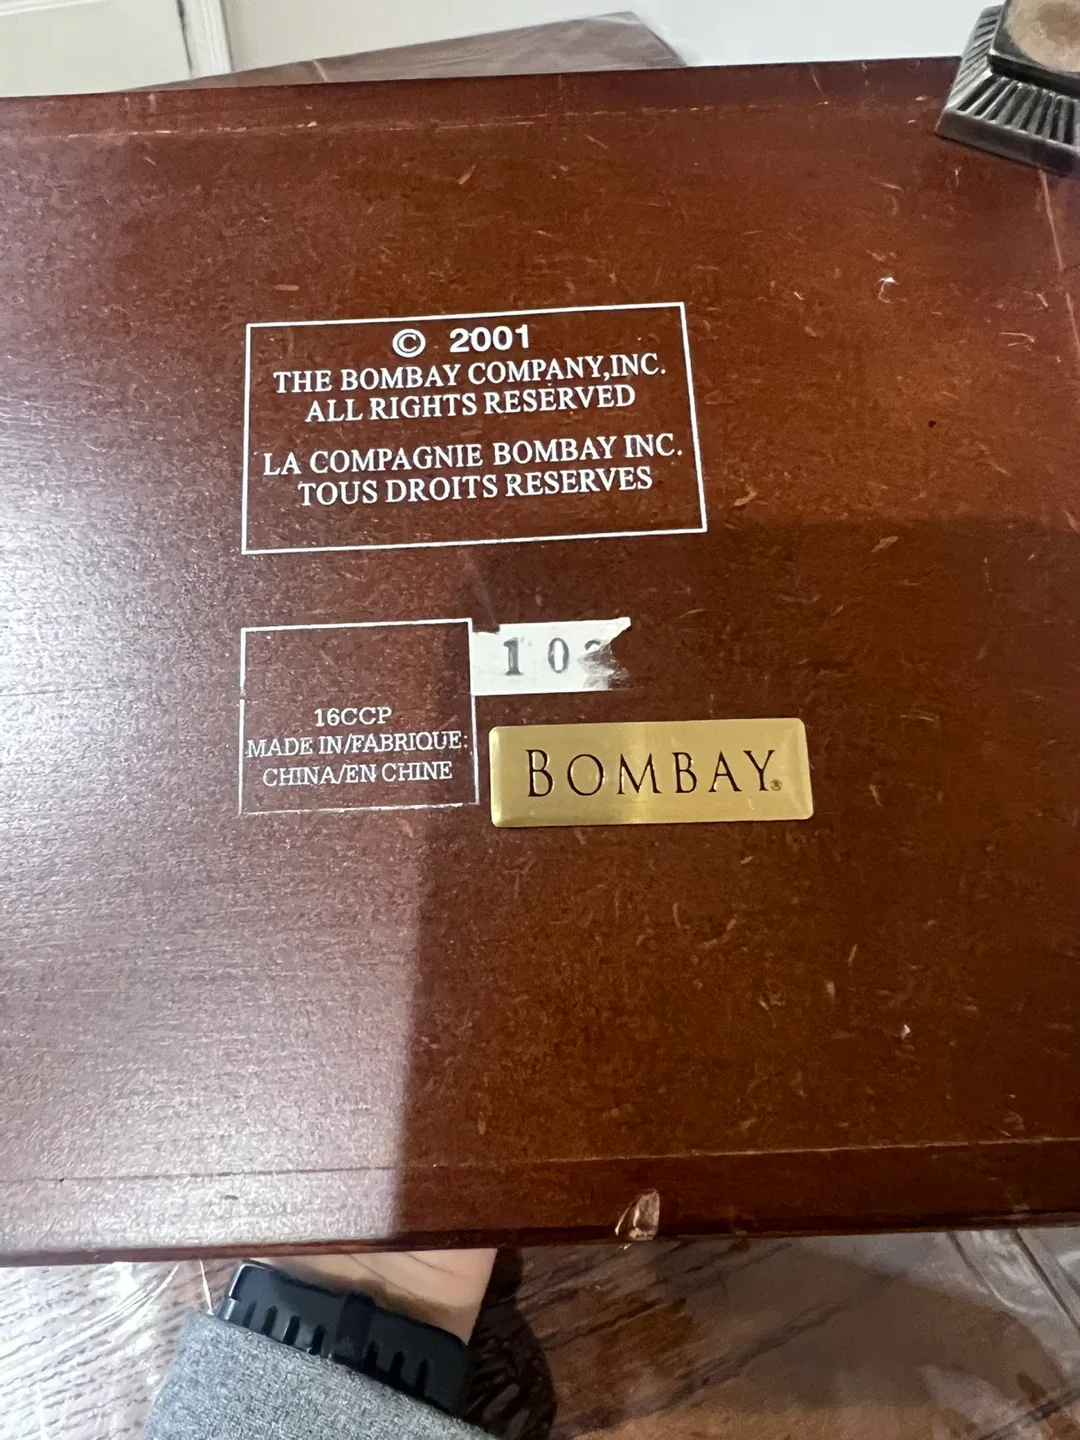 © 2001
THE BOMBAY COMPANY,INC.
ALL RIGHTS RESERVED
LA COMPAGNIE BOMBAY INC.
TOUS DROITS RESERVES
16CCP
MADE IN/FABRIQUE:
CHINA/EN CHINE
BOMBAY®